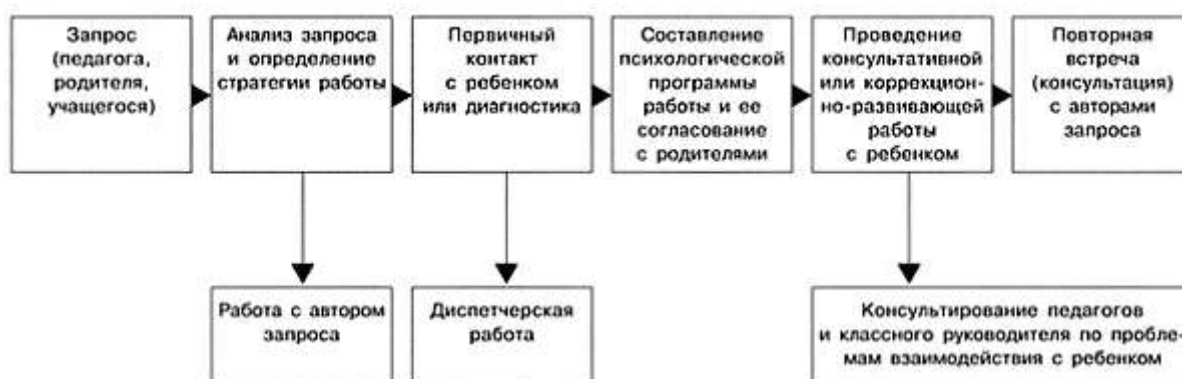 Запрос
(педагога,
родителя,
учащегося)
Анализ запроса
и определение
стратегии работы
Первичный
контакт
с ребенком
или диагностика
Составление
психологической
программы
работы и ее
согласование
с родителями
Проведение
консультативной
или коррекцион-
но-развивающей
работы
с ребенком
Повторная
встреча
(консультация)
с авторами
запроса
Работа с автором
запроса
Диспетчерская
работа
Консультирование педагогов
и классного руководителя по пробле-
мам взаимодействия с ребенком